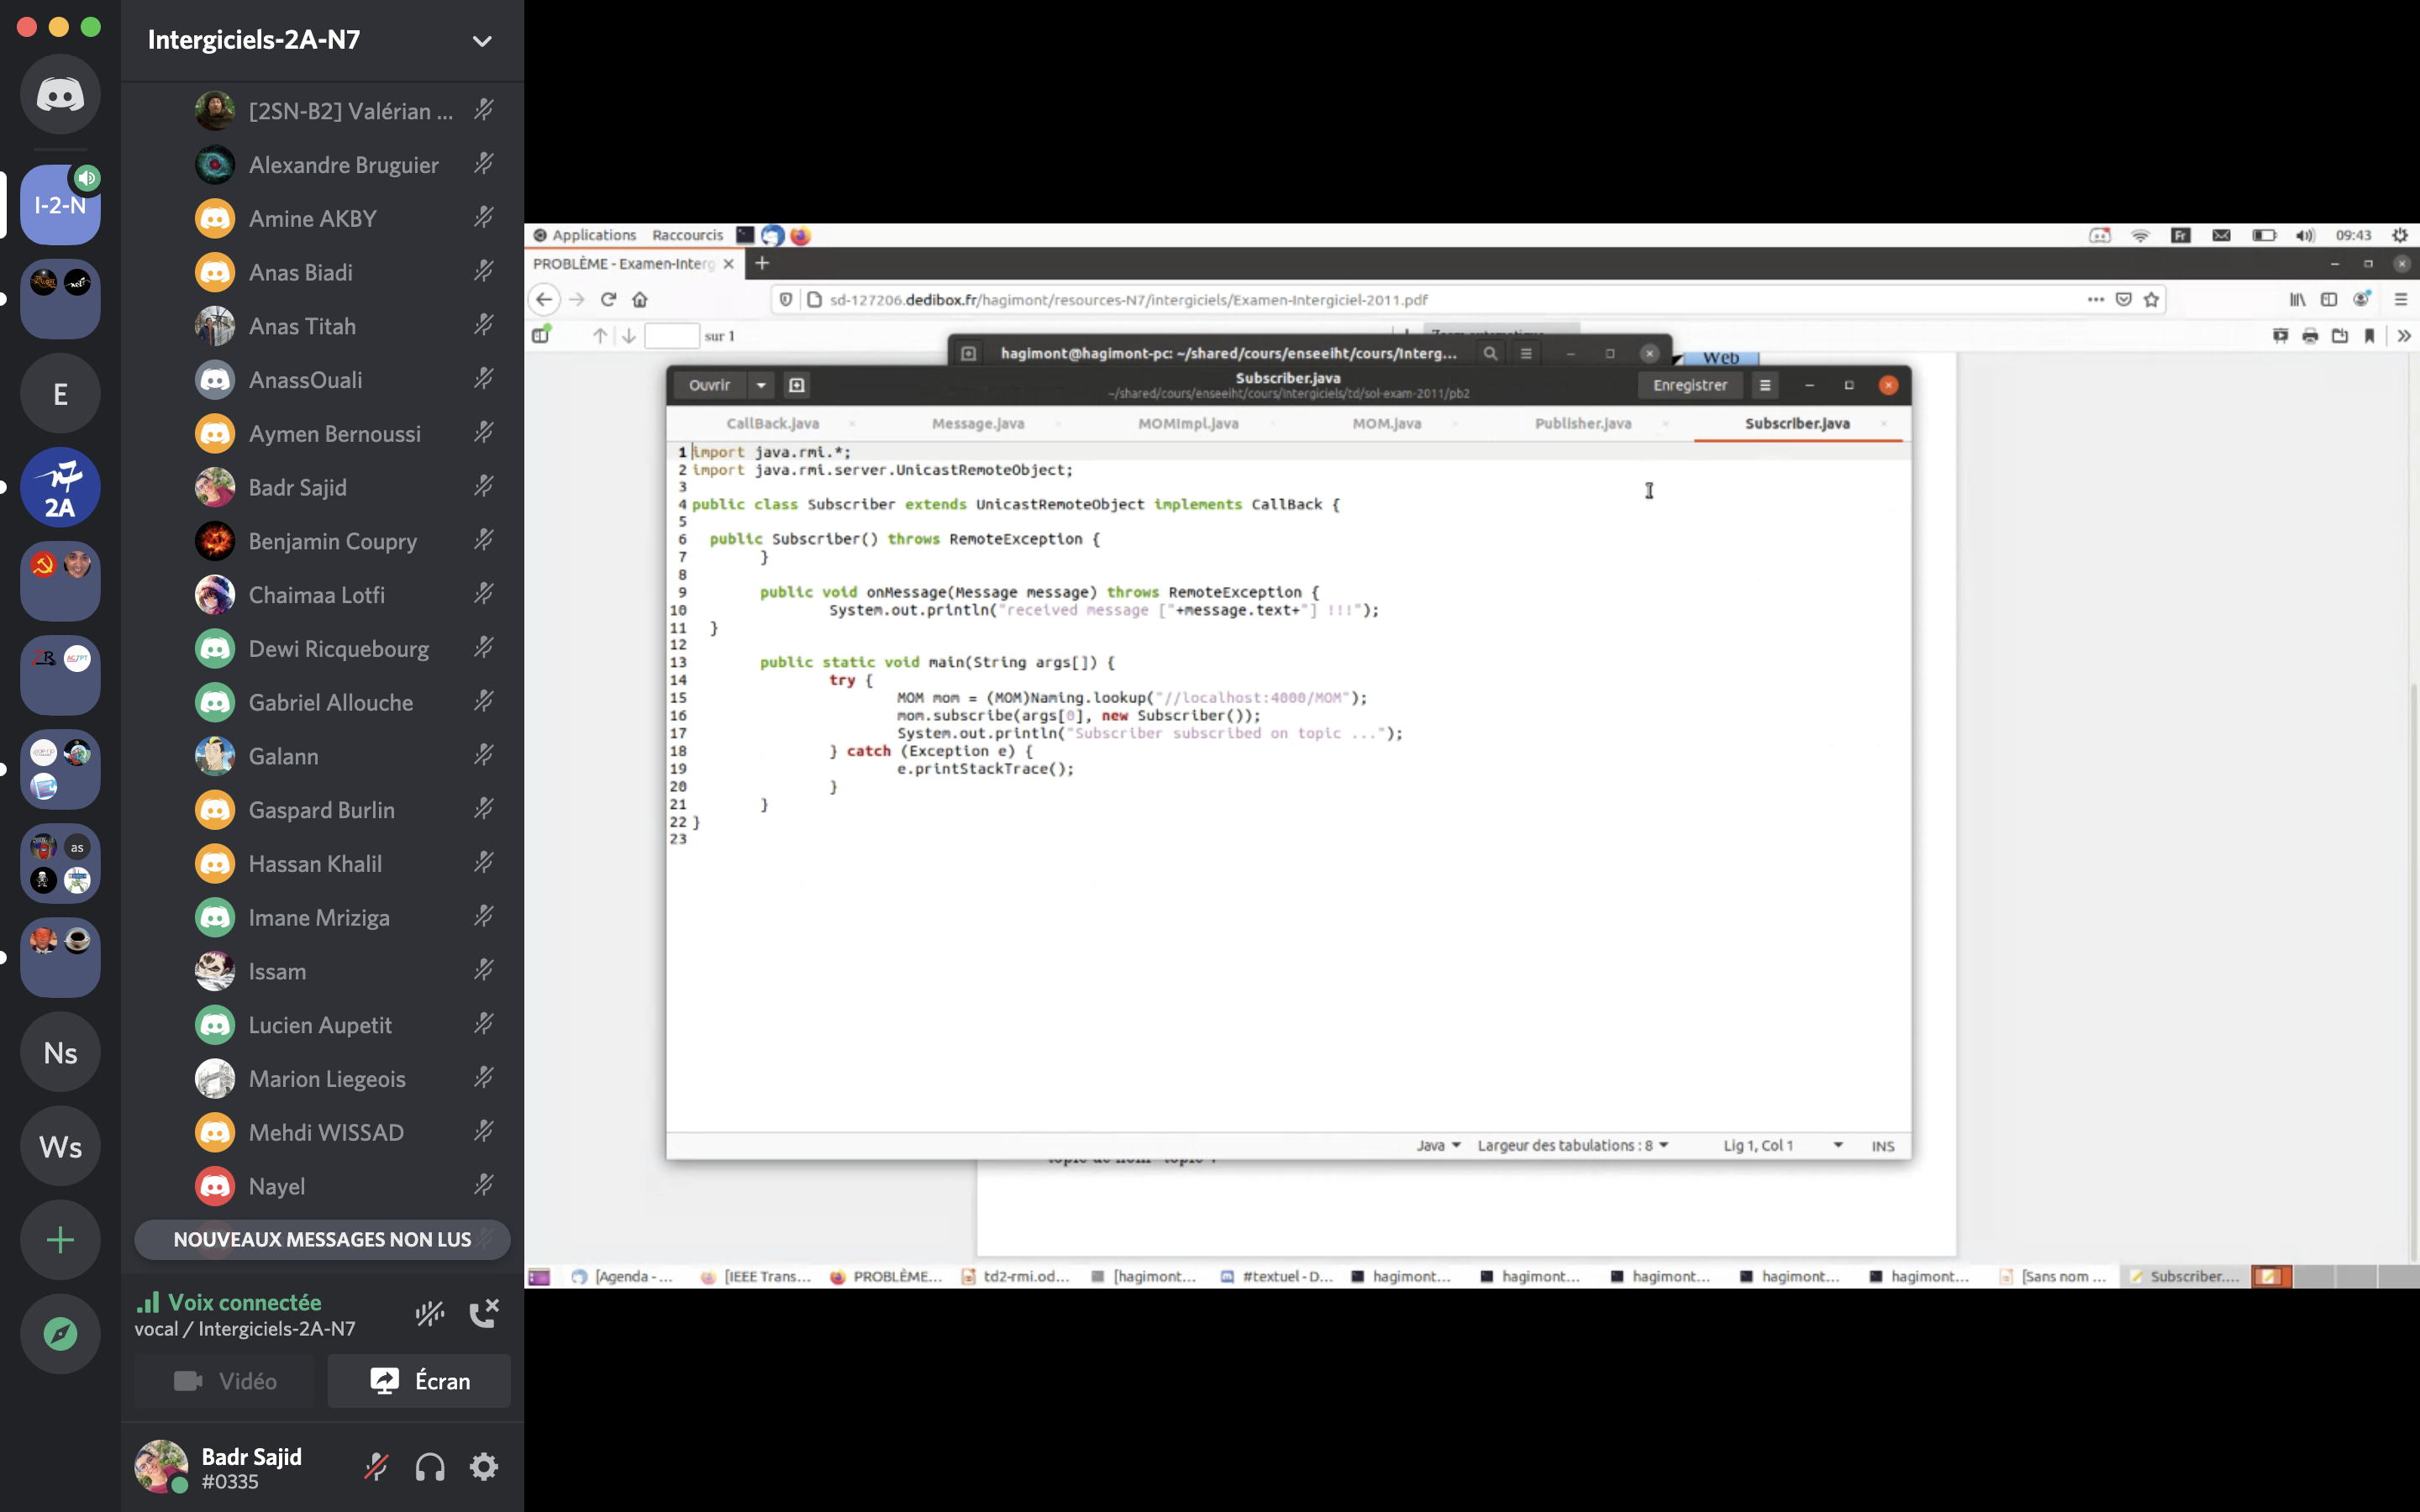 Intergiciels-2A-N7
[2SN-B2] Valérian ...
Alexandre Bruguier
Amine AKBY
Anas Biadi
Anas Titah
AnassOuali
Aymen Bernoussi
Badr Sajid
Benjamin Coupry
Chaimaa Lotfi
Dewi Ricquebourg
Gabriel Allouche
Galann
Gaspard Burlin
Hassan Khalil
Imane Mriziga
Issam
Lucien Aupetit
Marion Liegeois
Mehdi WISSAD
Nayel
NOUVEAUX MESSAGES NON LUS
Voix connectée
vocal / Intergiciels-2A-N7
Vidéo
Écran
Badr Sajid
#0335
I-2-N
E
2A
as
Ns
Ws
Applications Raccourcis
Fr
09:43
PROBLÈME - Examen-Interg
sd-127206.dedibox.fr/hagimont/resources-N7/intergiciels/Examen-Intergiciel-2011.pdf
sur 1
hagimont@hagimont-pc: ~/shared/cours/enseeiht/cours/Interg...
Web
Ouvrir
Subscriber.java
~/shared/cours/enseeiht/cours/intergiciels/td/sol-exam-2011/pb2
Enregistrer
CallBack.java Message.java MOMImpl.java MOM.java Publisher.java Subscriber.java
1 import java.rmi.*;
2 import java.rmi.server.UnicastRemoteObject;
3
4 public class Subscriber extends UnicastRemoteObject implements CallBack {
5
6 public Subscriber() throws RemoteException {
7 }
8
9 public void onMessage(Message message) throws RemoteException {
10 System.out.println("received message ["+message.text+"] !!!");
11 }
12
13 public static void main(String args[]) {
14 try {
15 MOM mom = (MOM)Naming.lookup("//localhost:4000/MOM");
16 mom.subscribe(args[0], new Subscriber());
17 System.out.println("Subscriber subscribed on topic ...");
18 } catch (Exception e) {
19 e.printStackTrace();
20 }
21 }
22 }
23
Java Largeur des tabulations : 8 Lig 1, Col 1 INS
[Agenda - ... [IEEE Trans... PROBLÈME... td2-rmi.od... [hagimont... #textuel - D... hagimont... hagimont... hagimont... hagimont... hagimont... [Sans nom ... Subscriber....